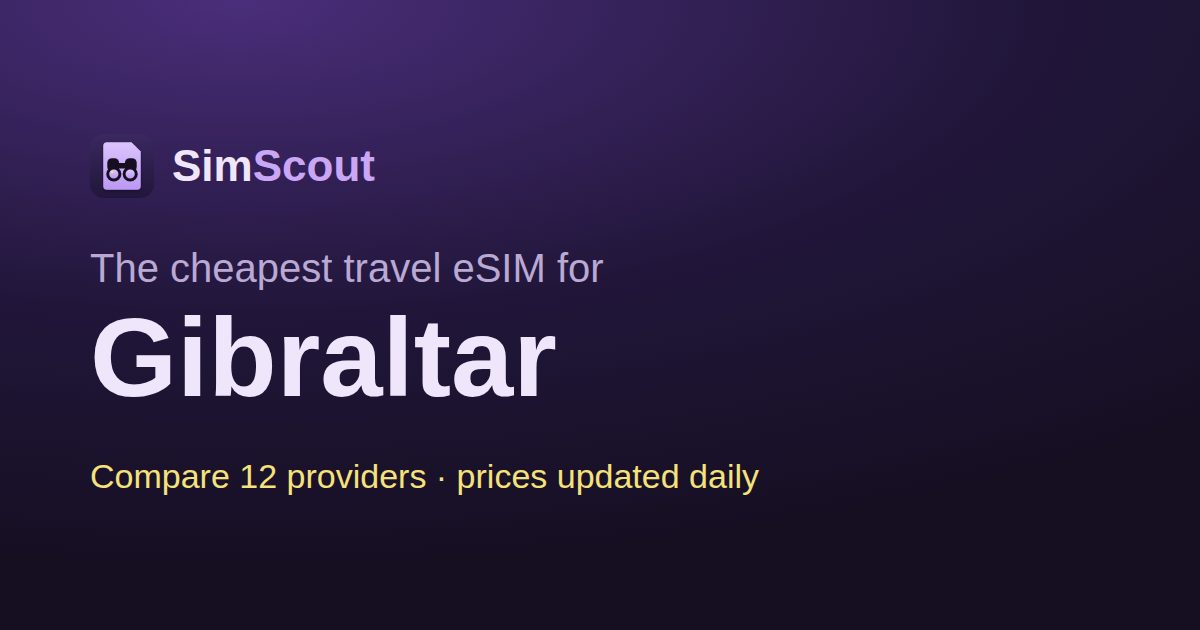 SimScout
The cheapest travel eSIM for
Gibraltar
Compare 12 providers · prices updated daily